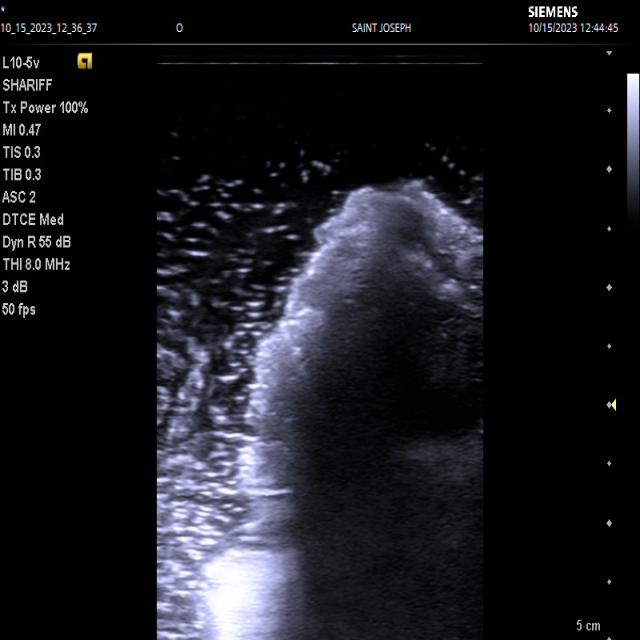 *
SIEMENS
10_15_2023_12_36_37 O SAINT JOSEPH 10/15/2023 12:44:45
L10-5v
SHARIFF
Tx Power 100%
MI 0.47
TIS 0.3
TIB 0.3
ASC 2
DTCE Med
Dyn R 55 dB
THI 8.0 MHz
3 dB
50 fps
5 cm